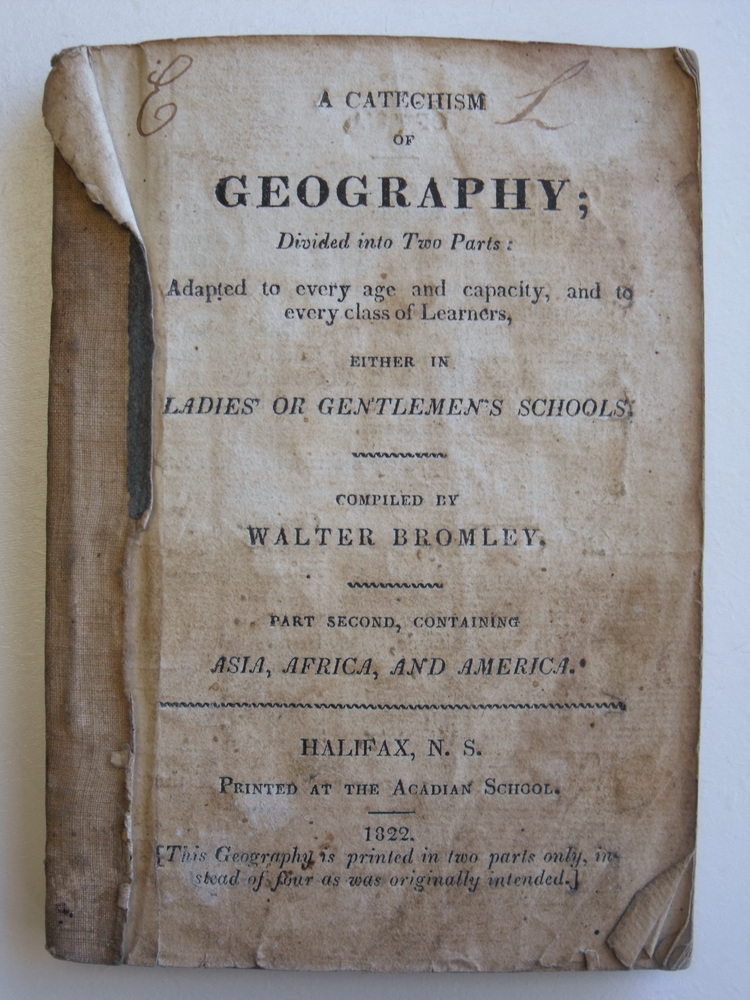 E L
A CATECHISM
OF
GEOGRAPHY;
Divided into Two Parts:
Adapted to every age and capacity, and to
every class of Learners,
EITHER IN
LADIES' OR GENTLEMEN'S SCHOOLS.
COMPILED BY
WALTER BROMLEY.
PART SECOND, CONTAINING
ASIA, AFRICA, AND AMERICA.
HALIFAX, N. S.
PRINTED AT THE ACADIAN SCHOOL.
1822.
[This Geography is printed in two parts only, in-
stead of four as was originally intended.]